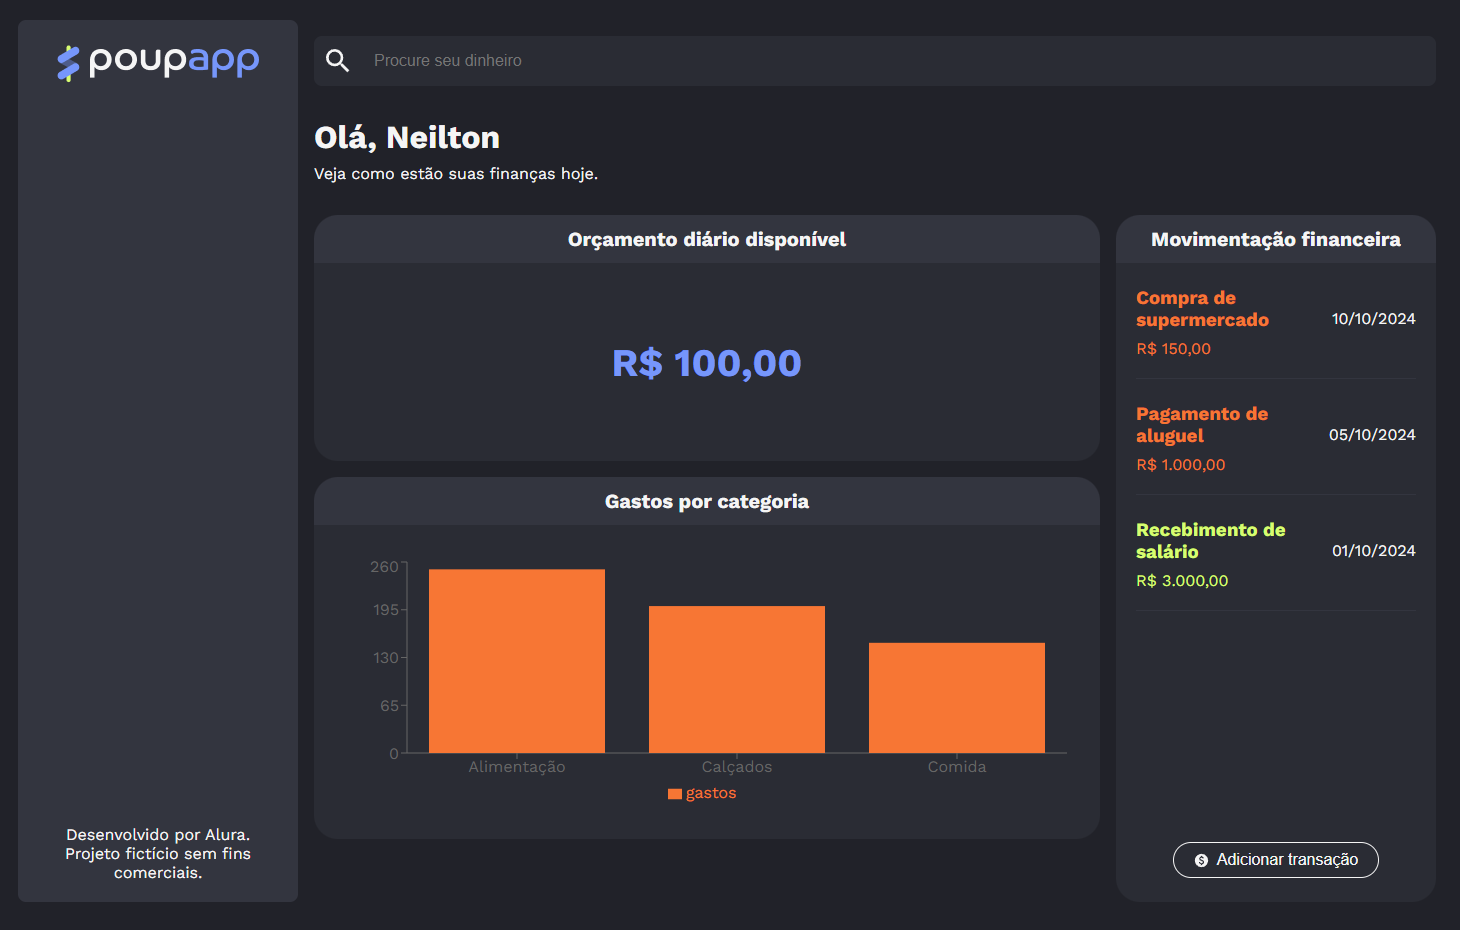 poupapp
Procure seu dinheiro
Olá, Neilton
Veja como estão suas finanças hoje.
Orçamento diário disponível
R$ 100,00
Gastos por categoria
260
195
130
65
0
Alimentação
Calçados
Comida
gastos
Movimentação financeira
Compra de
supermercado
10/10/2024
R$ 150,00
Pagamento de
aluguel
05/10/2024
R$ 1.000,00
Recebimento de
salário
01/10/2024
R$ 3.000,00
Adicionar transação
Desenvolvido por Alura.
Projeto fictício sem fins
comerciais.